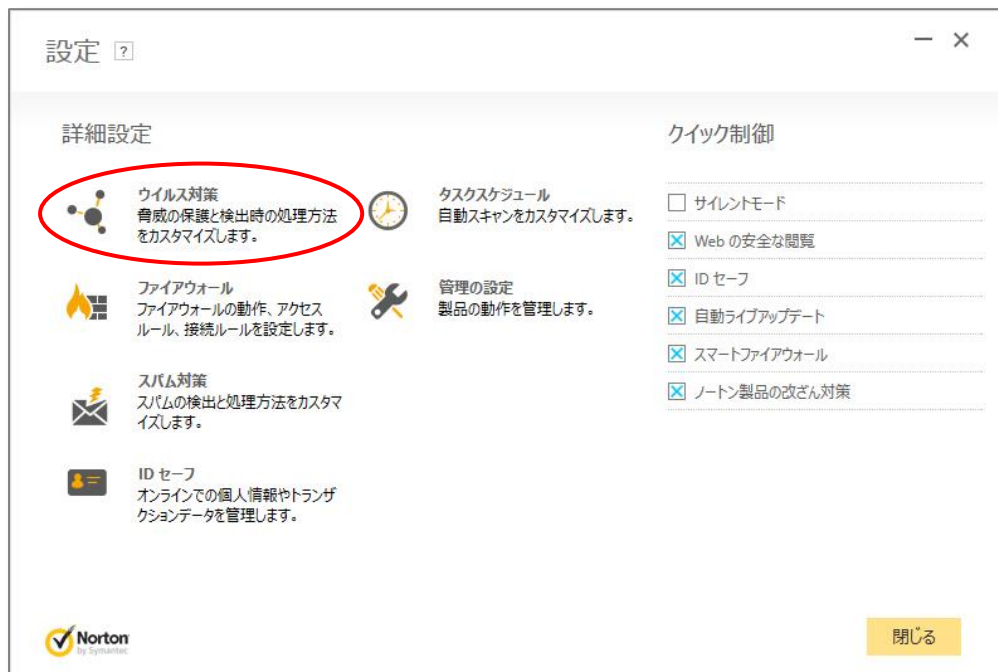 設定 ?
詳細設定
ウイルス対策
脅威の保護と検出時の処理方法
をカスタマイズします。
ファイアウォール
ファイアウォールの動作、アクセス
ルール、接続ルールを設定します。
スパム対策
スパムの検出と処理方法をカスタマ
イズします。
ID セーフ
オンラインでの個人情報やトランザ
クションデータを管理します。
タスクスケジュール
自動スキャンをカスタマイズします。
管理の設定
製品の動作を管理します。
クイック制御
サイレントモード
Web の安全な閲覧
ID セーフ
自動ライブアップデート
スマートファイアウォール
ノートン製品の改ざん対策
Norton
by Symantec
閉じる